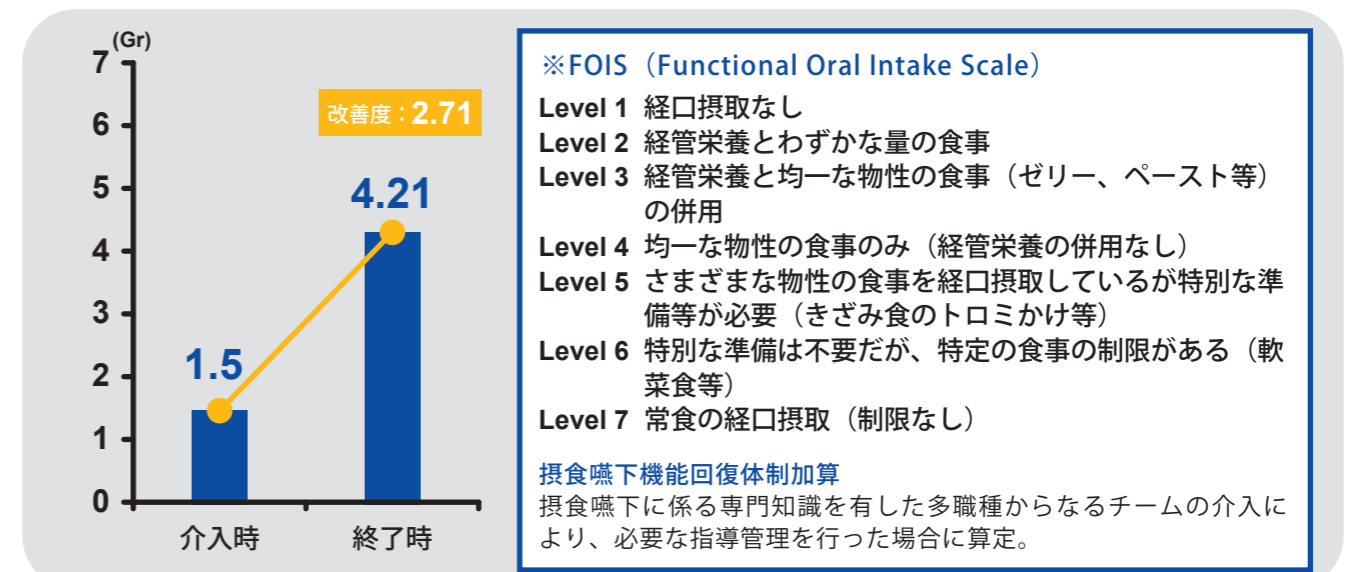 (Gr)
7
6
5
4
3
2
1
0
改善度：2.71
1.5
4.21
介入時
終了時
※FOIS（Functional Oral Intake Scale）
Level 1 経口摂取なし
Level 2 経管栄養とわずかな量の食事
Level 3 経管栄養と均一な物性の食事（ゼリー、ペースト等）
の併用
Level 4 均一な物性の食事のみ（経管栄養の併用なし）
Level 5 さまざまな物性の食事を経口摂取しているが特別な準
備等が必要（きざみ食のトロミかけ等）
Level 6 特別な準備は不要だが、特定の食事の制限がある（軟
菜食等）
Level 7 常食の経口摂取（制限なし）
摂食嚥下機能回復体制加算
摂食嚥下に係る専門知識を有した多職種からなるチームの介入に
より、必要な指導管理を行った場合に算定。